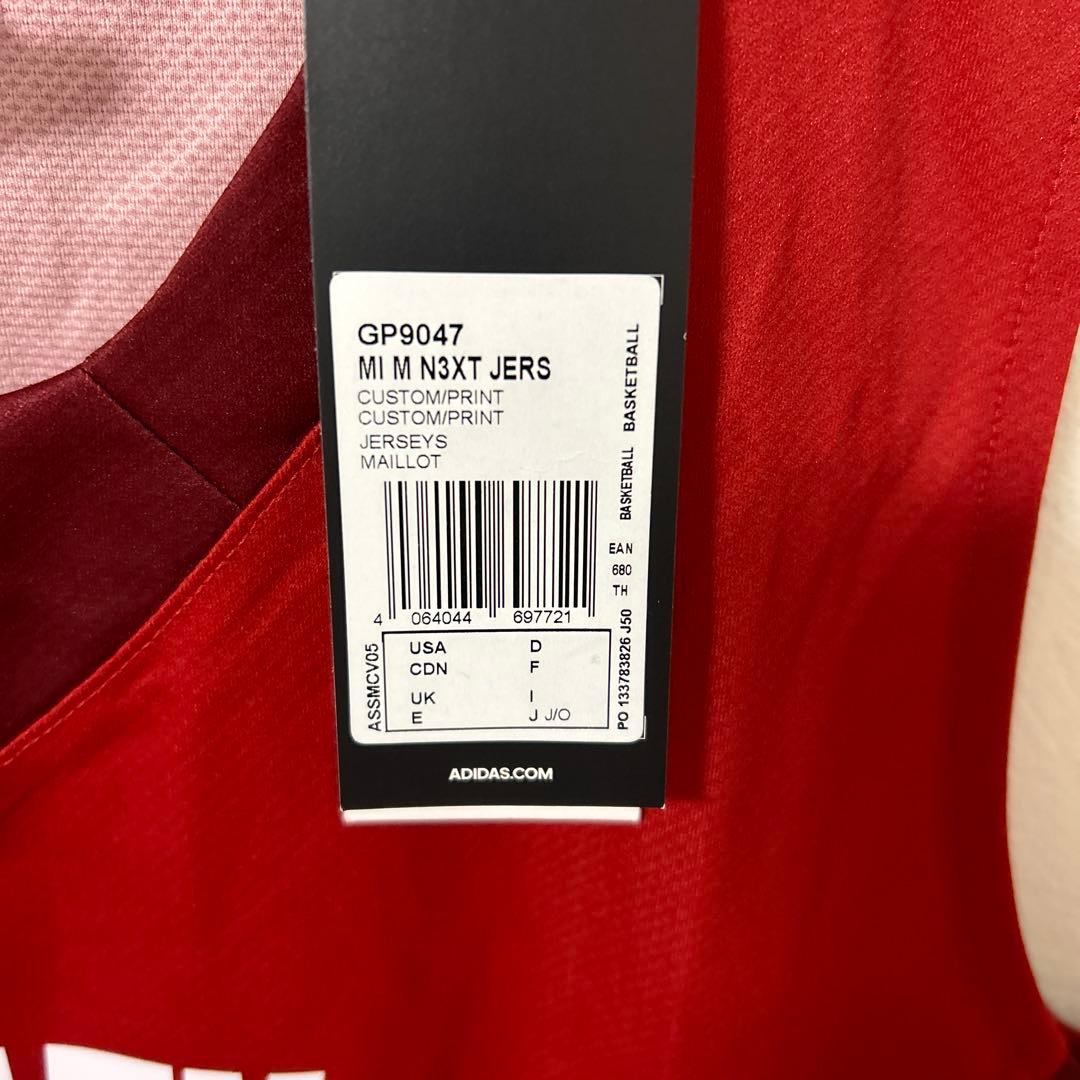 GP9047
MI M N3XT JERS
CUSTOM/PRINT
CUSTOM/PRINT
JERSEYS
MAILLOT
BASKETBALL BASKETBALL
EAN
680
TH
4 064044 697721
ASSMCV05
USA D
CDN F
UK I
E J J/O
PO 133783826 J50
ADIDAS.COM